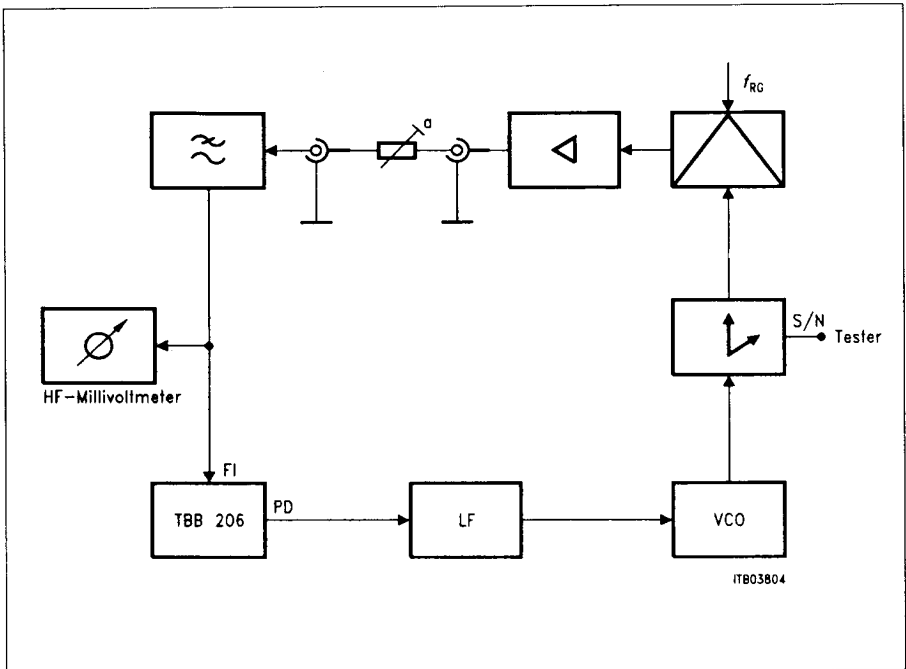 f_RG
a
S/N
Tester
HF-Millivoltmeter
FI
TBB 206
PD
LF
VCO
ITB03804